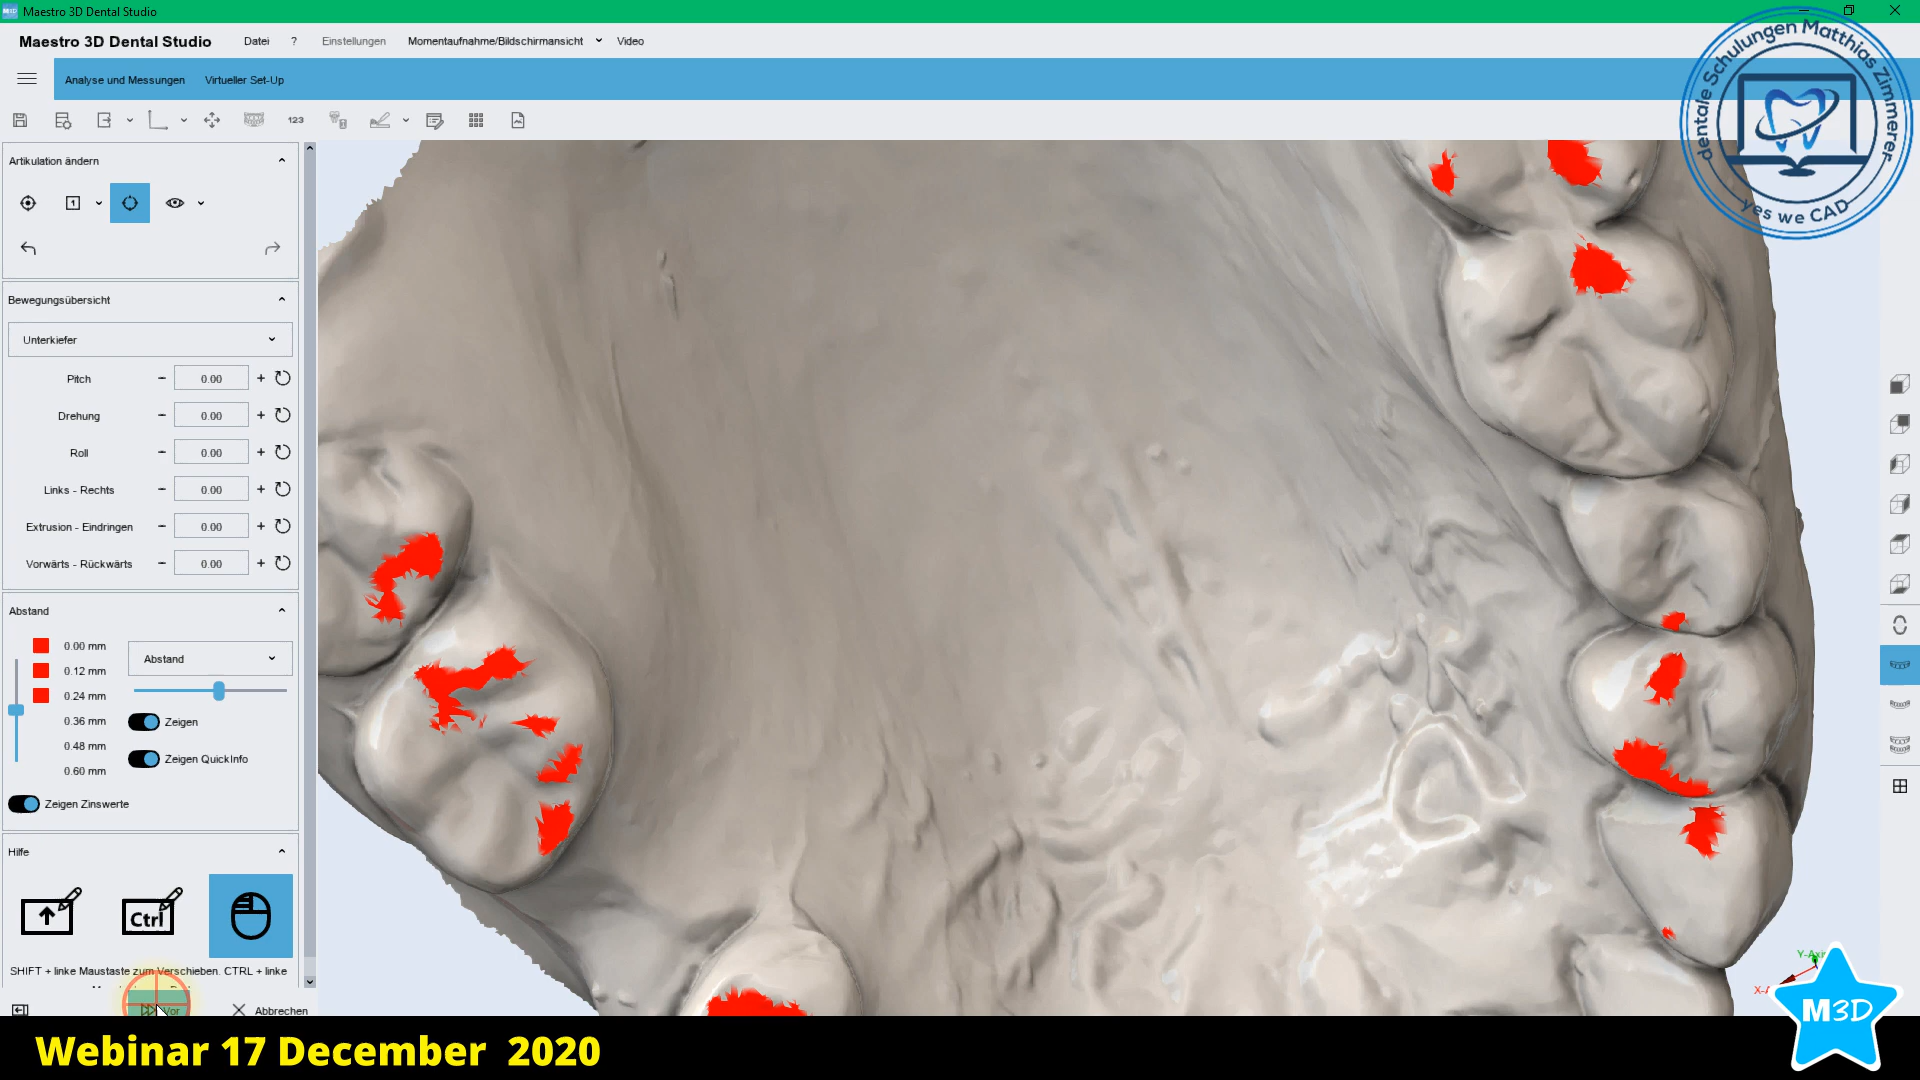 Maestro 3D Dental Studio
Maestro 3D Dental Studio Datei ? Einstellungen Momentaufnahme/Bildschirmansicht Video
Analyse und Messungen Virtueller Set-Up
123
dentale Schulungen Matthias Zimmerer
yes we CAD
Artikulation ändern
1
Bewegungsübersicht
Unterkiefer
Pitch - 0.00 +
Drehung - 0.00 +
Roll - 0.00 +
Links - Rechts - 0.00 +
Extrusion - Eindringen - 0.00 +
Vorwärts - Rückwärts - 0.00 +
Abstand
0.00 mm
Abstand
0.12 mm
0.24 mm
0.36 mm
Zeigen
0.48 mm
Zeigen QuickInfo
0.60 mm
Zeigen Zinswerte
Hilfe
Ctrl
SHIFT + linke Maustaste zum Verschieben. CTRL + linke
Vor
Abbrechen
M3D
Webinar 17 December 2020